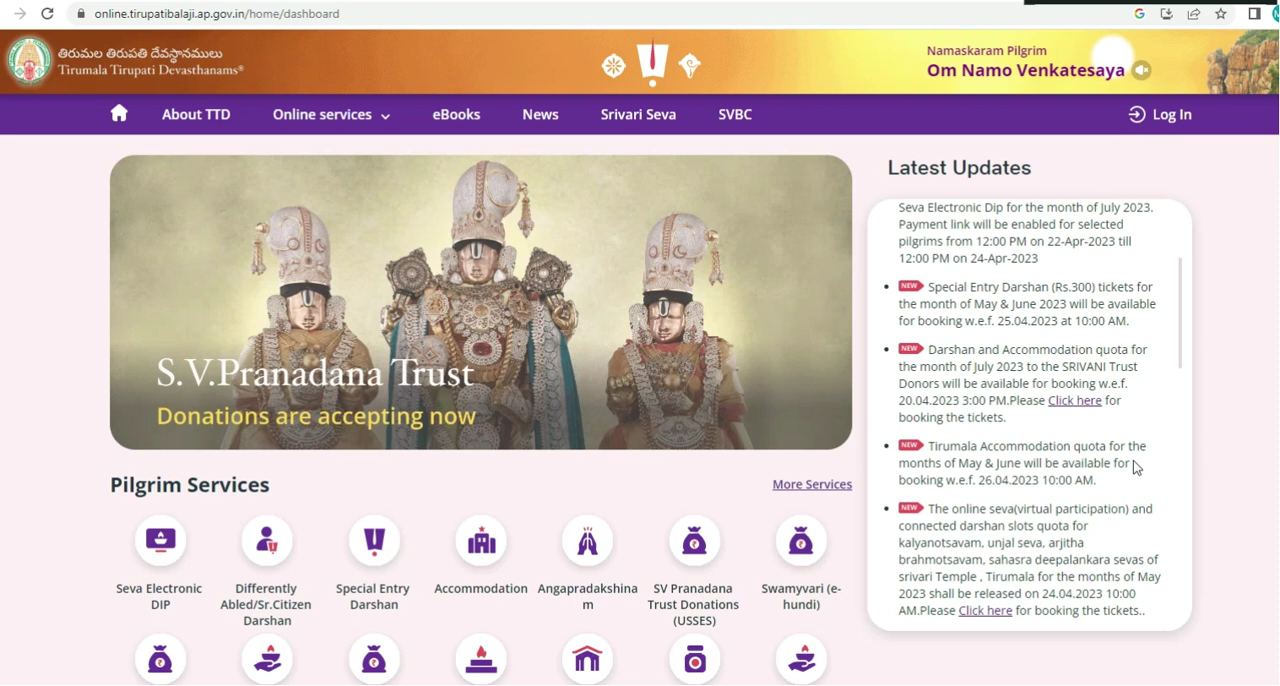 online.tirupatibalaji.ap.gov.in/home/dashboard
తిరుమల తిరుపతి దేవస్థానములు
Tirumala Tirupati Devasthanams®
Namaskaram Pilgrim
Om Namo Venkatesaya
About TTD
Online services
eBooks
News
Srivari Seva
SVBC
Log In
S.V.Pranadana Trust
Donations are accepting now
Latest Updates
Seva Electronic Dip for the month of July 2023.
Payment link will be enabled for selected
pilgrims from 12:00 PM on 22-Apr-2023 till
12:00 PM on 24-Apr-2023
NEW Special Entry Darshan (Rs.300) tickets for
the month of May & June 2023 will be available
for booking w.e.f. 25.04.2023 at 10:00 AM.
NEW Darshan and Accommodation quota for
the month of July 2023 to the SRIVANI Trust
Donors will be available for booking w.e.f.
20.04.2023 3:00 PM.Please Click here for
booking the tickets.
NEW Tirumala Accommodation quota for the
months of May & June will be available for
booking w.e.f. 26.04.2023 10:00 AM.
NEW The online seva(virtual participation) and
connected darshan slots quota for
kalyanotsavam, unjal seva, arjitha
brahmotsavam, sahasra deepalankara sevas of
srivari Temple , Tirumala for the months of May
2023 shall be released on 24.04.2023 10:00
AM.Please Click here for booking the tickets..
Pilgrim Services
More Services
Seva Electronic
DIP
Differently
Abled/Sr.Citizen
Darshan
Special Entry
Darshan
Accommodation
Angapradakshina
m
SV Pranadana
Trust Donations
(USSES)
Swamyvari (e-
hundi)